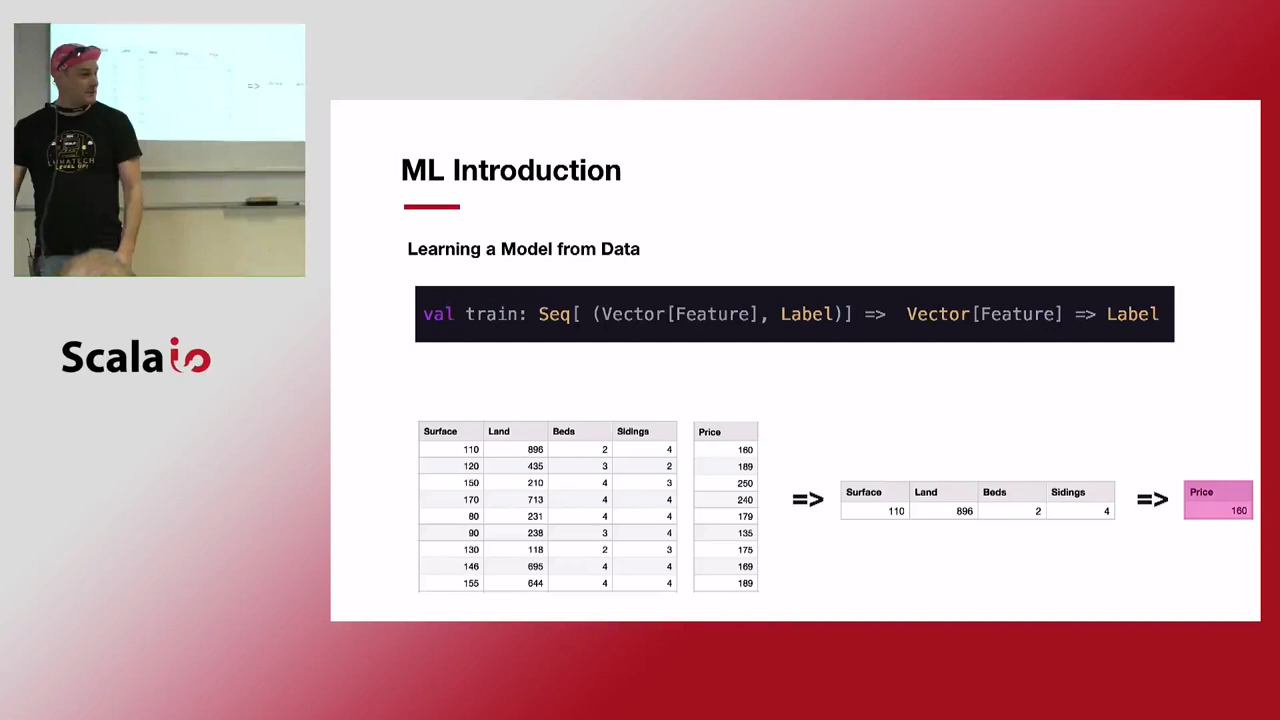 ML Introduction
Learning a Model from Data
val train: Seq[ (Vector[Feature], Label)] => Vector[Feature] => Label
Scala io
Surface Land Beds Sidings Price
110 896 2 4 160
120 435 3 2 189
150 210 4 3 250
170 713 4 4 240
80 231 4 4 179
90 238 3 4 135
130 118 2 3 175
146 695 4 4 169
155 644 4 4 189
=>
Surface Land Beds Sidings
110 896 2 4
=>
Price
160
LEVEL UP!
=>